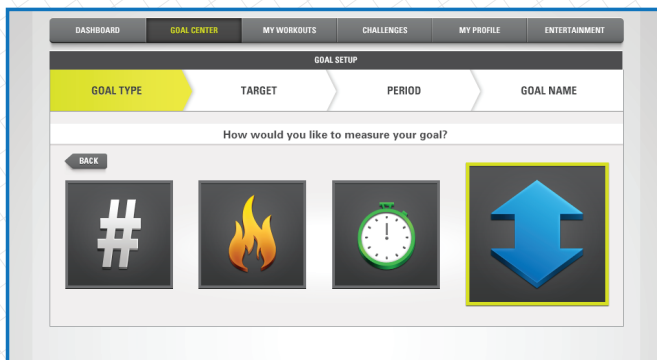 DASHBOARD GOAL CENTER MY WORKOUTS CHALLENGES MY PROFILE ENTERTAINMENT
GOAL SETUP
GOAL TYPE TARGET PERIOD GOAL NAME
How would you like to measure your goal?
BACK
#